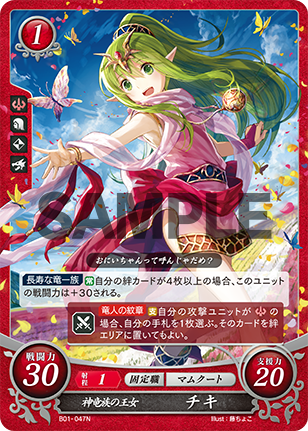 1
SAMPLE
おにいちゃんって呼んじゃだめ?
長寿な竜一族 常 自分の絆カードが4枚以上の場合、このユニット
の戦闘力は+30される。
竜人の紋章 支 自分の攻撃ユニットが
の場合、自分の手札を1枚選ぶ。そのカードを絆
エリアに置いてもよい。
戦闘力
30
射程 1 固定職 マムクート
支援力
20
神竜族の王女 チキ
B01-047N
Illust:藤ちょこ